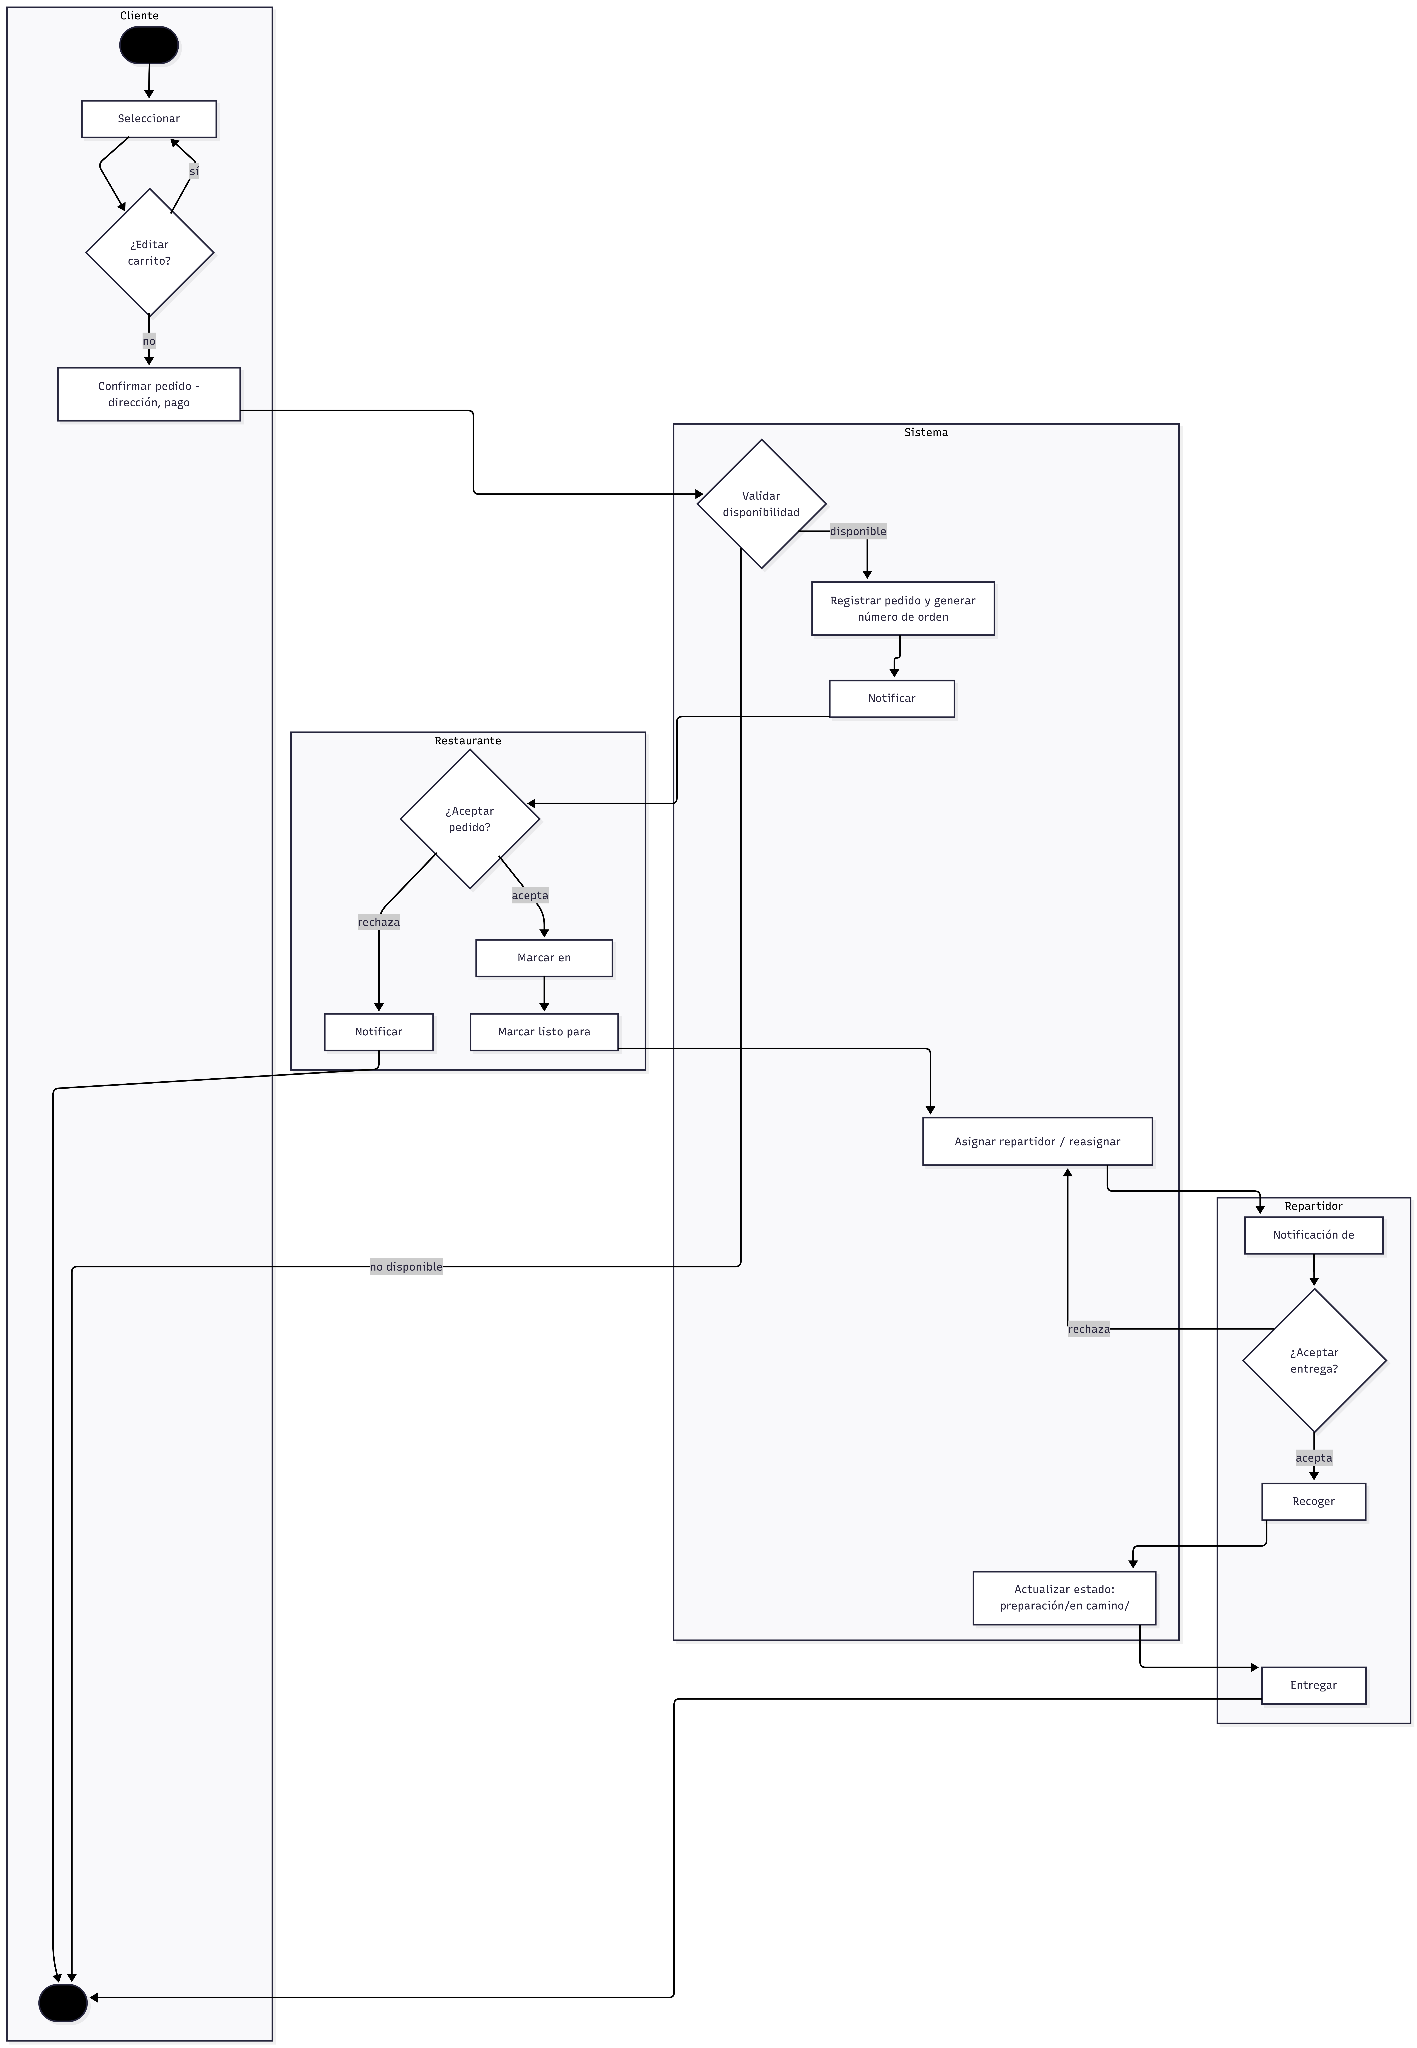 Cliente
Seleccionar
sí
¿Editar
carrito?
no
Confirmar pedido -
dirección, pago
Sistema
Validar
disponibilidad
disponible
Registrar pedido y generar
número de orden
Notificar
Restaurante
¿Aceptar
pedido?
acepta
rechaza
Marcar en
Notificar
Marcar listo para
Asignar repartidor / reasignar
Repartidor
Notificación de
no disponible
rechaza
¿Aceptar
entrega?
acepta
Recoger
Actualizar estado:
preparación/en camino/
Entregar